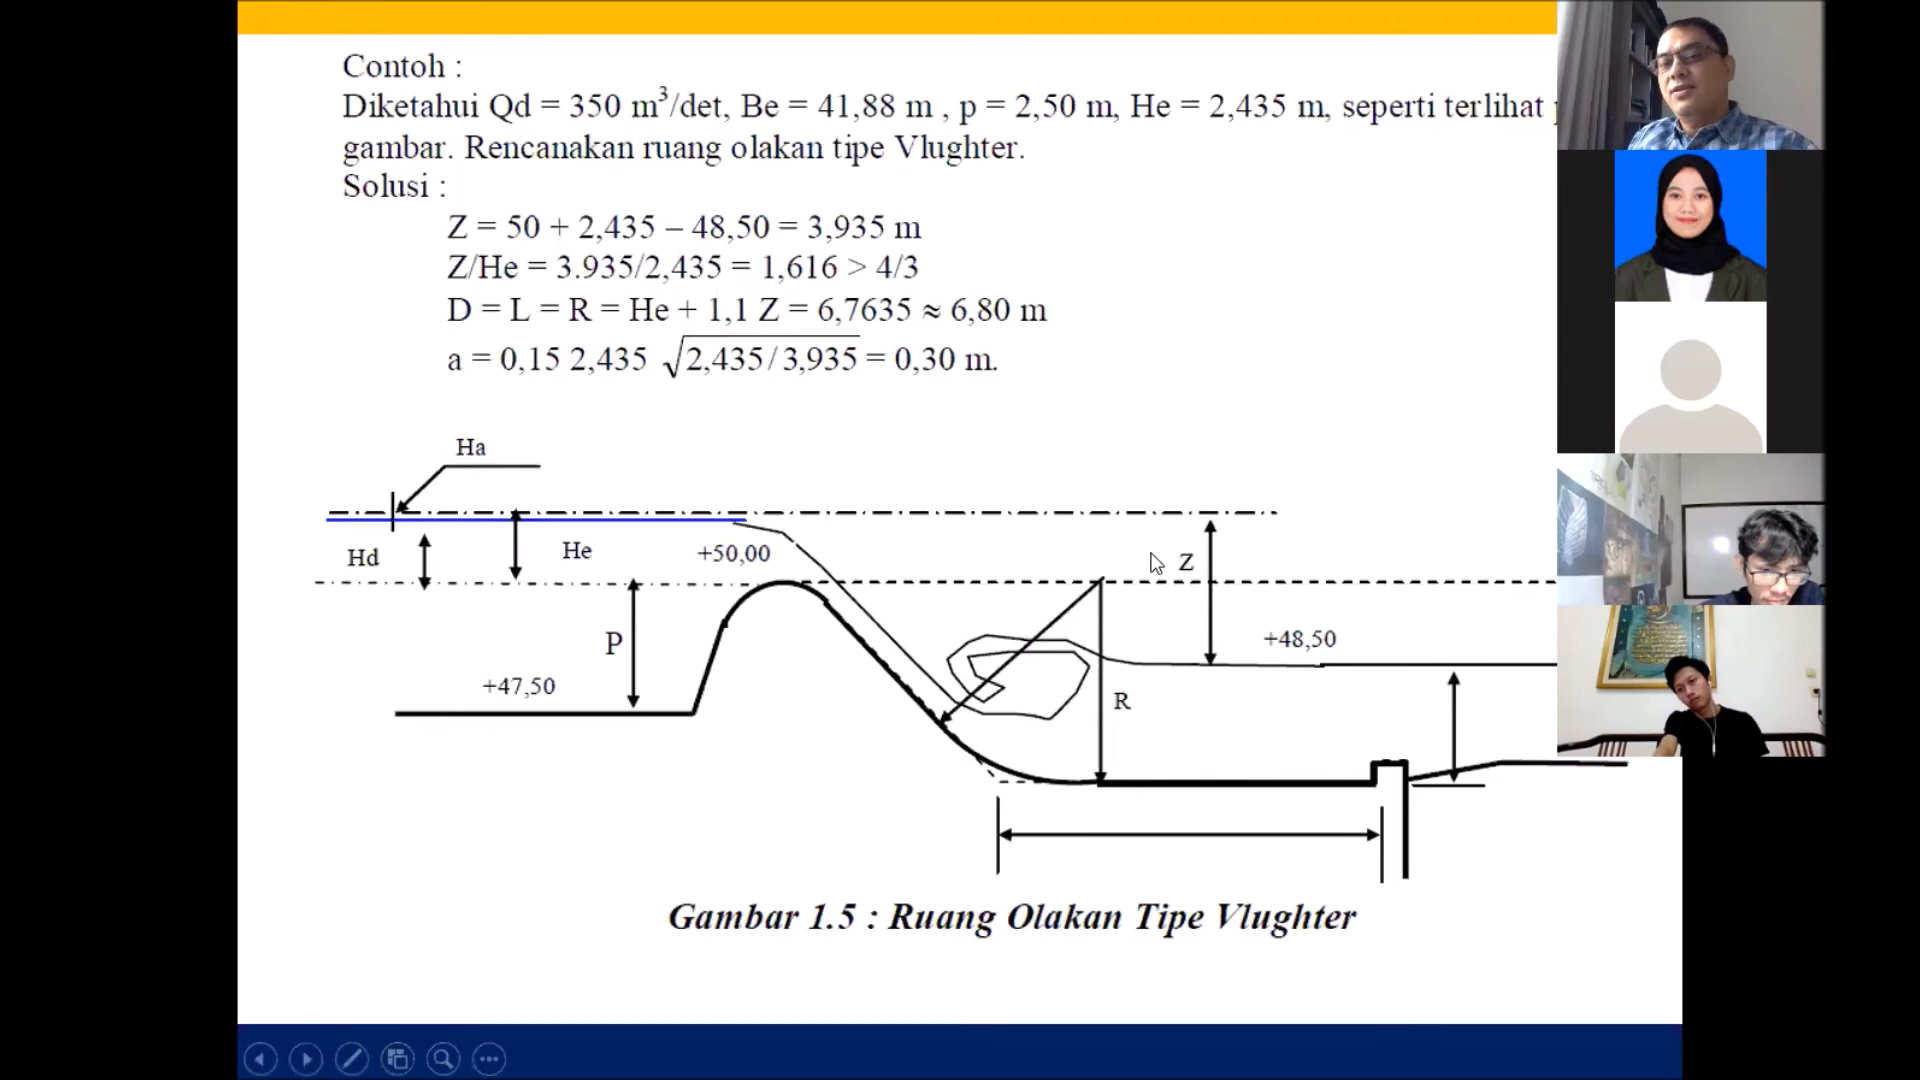 Contoh :
Diketahui Qd = 350 m³/det, Be = 41,88 m , p = 2,50 m, He = 2,435 m, seperti terlihat
gambar. Rencanakan ruang olakan tipe Vlughter.
Solusi :
Z = 50 + 2,435 – 48,50 = 3,935 m
Z/He = 3.935/2,435 = 1,616 > 4/3
D = L = R = He + 1,1 Z = 6,7635 ≈ 6,80 m
a = 0,15 2,435 √2,435/3,935 = 0,30 m.
Ha
Hd
He
+50,00
Z
P
+48,50
+47,50
R
Gambar 1.5 : Ruang Olakan Tipe Vlughter